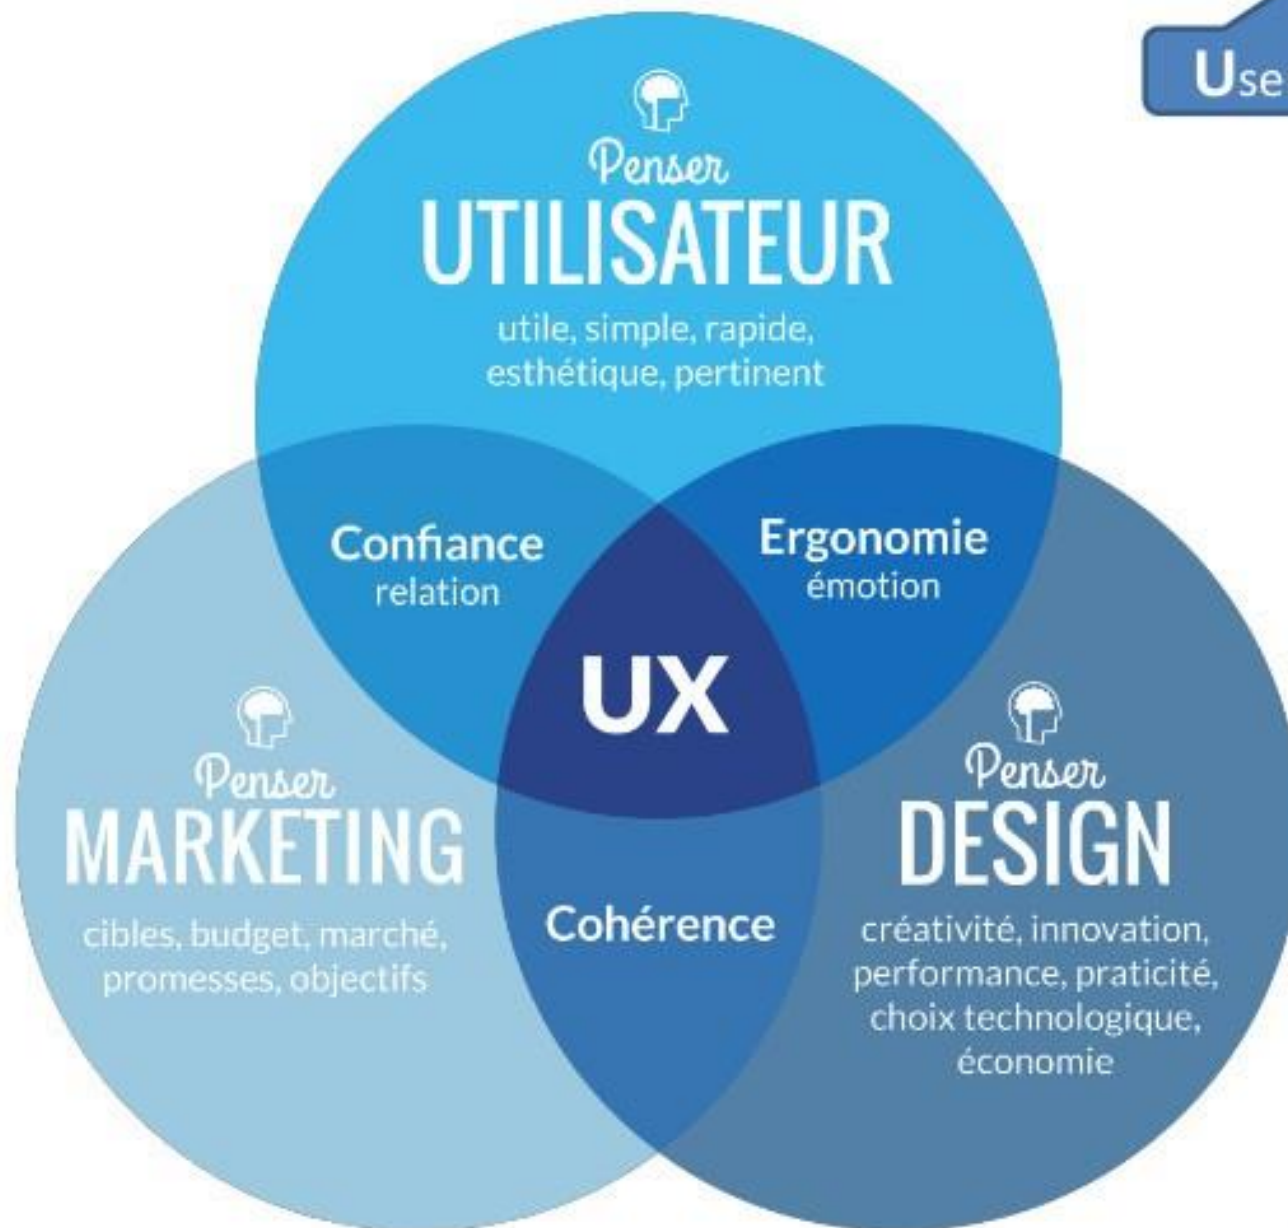 Use
Penser
UTILISATEUR
utile, simple, rapide,
esthétique, pertinent
Confiance
relation
Ergonomie
émotion
UX
Penser
MARKETING
cibles, budget, marché,
promesses, objectifs
Cohérence
Penser
DESIGN
créativité, innovation,
performance, praticité,
choix technologique,
économie